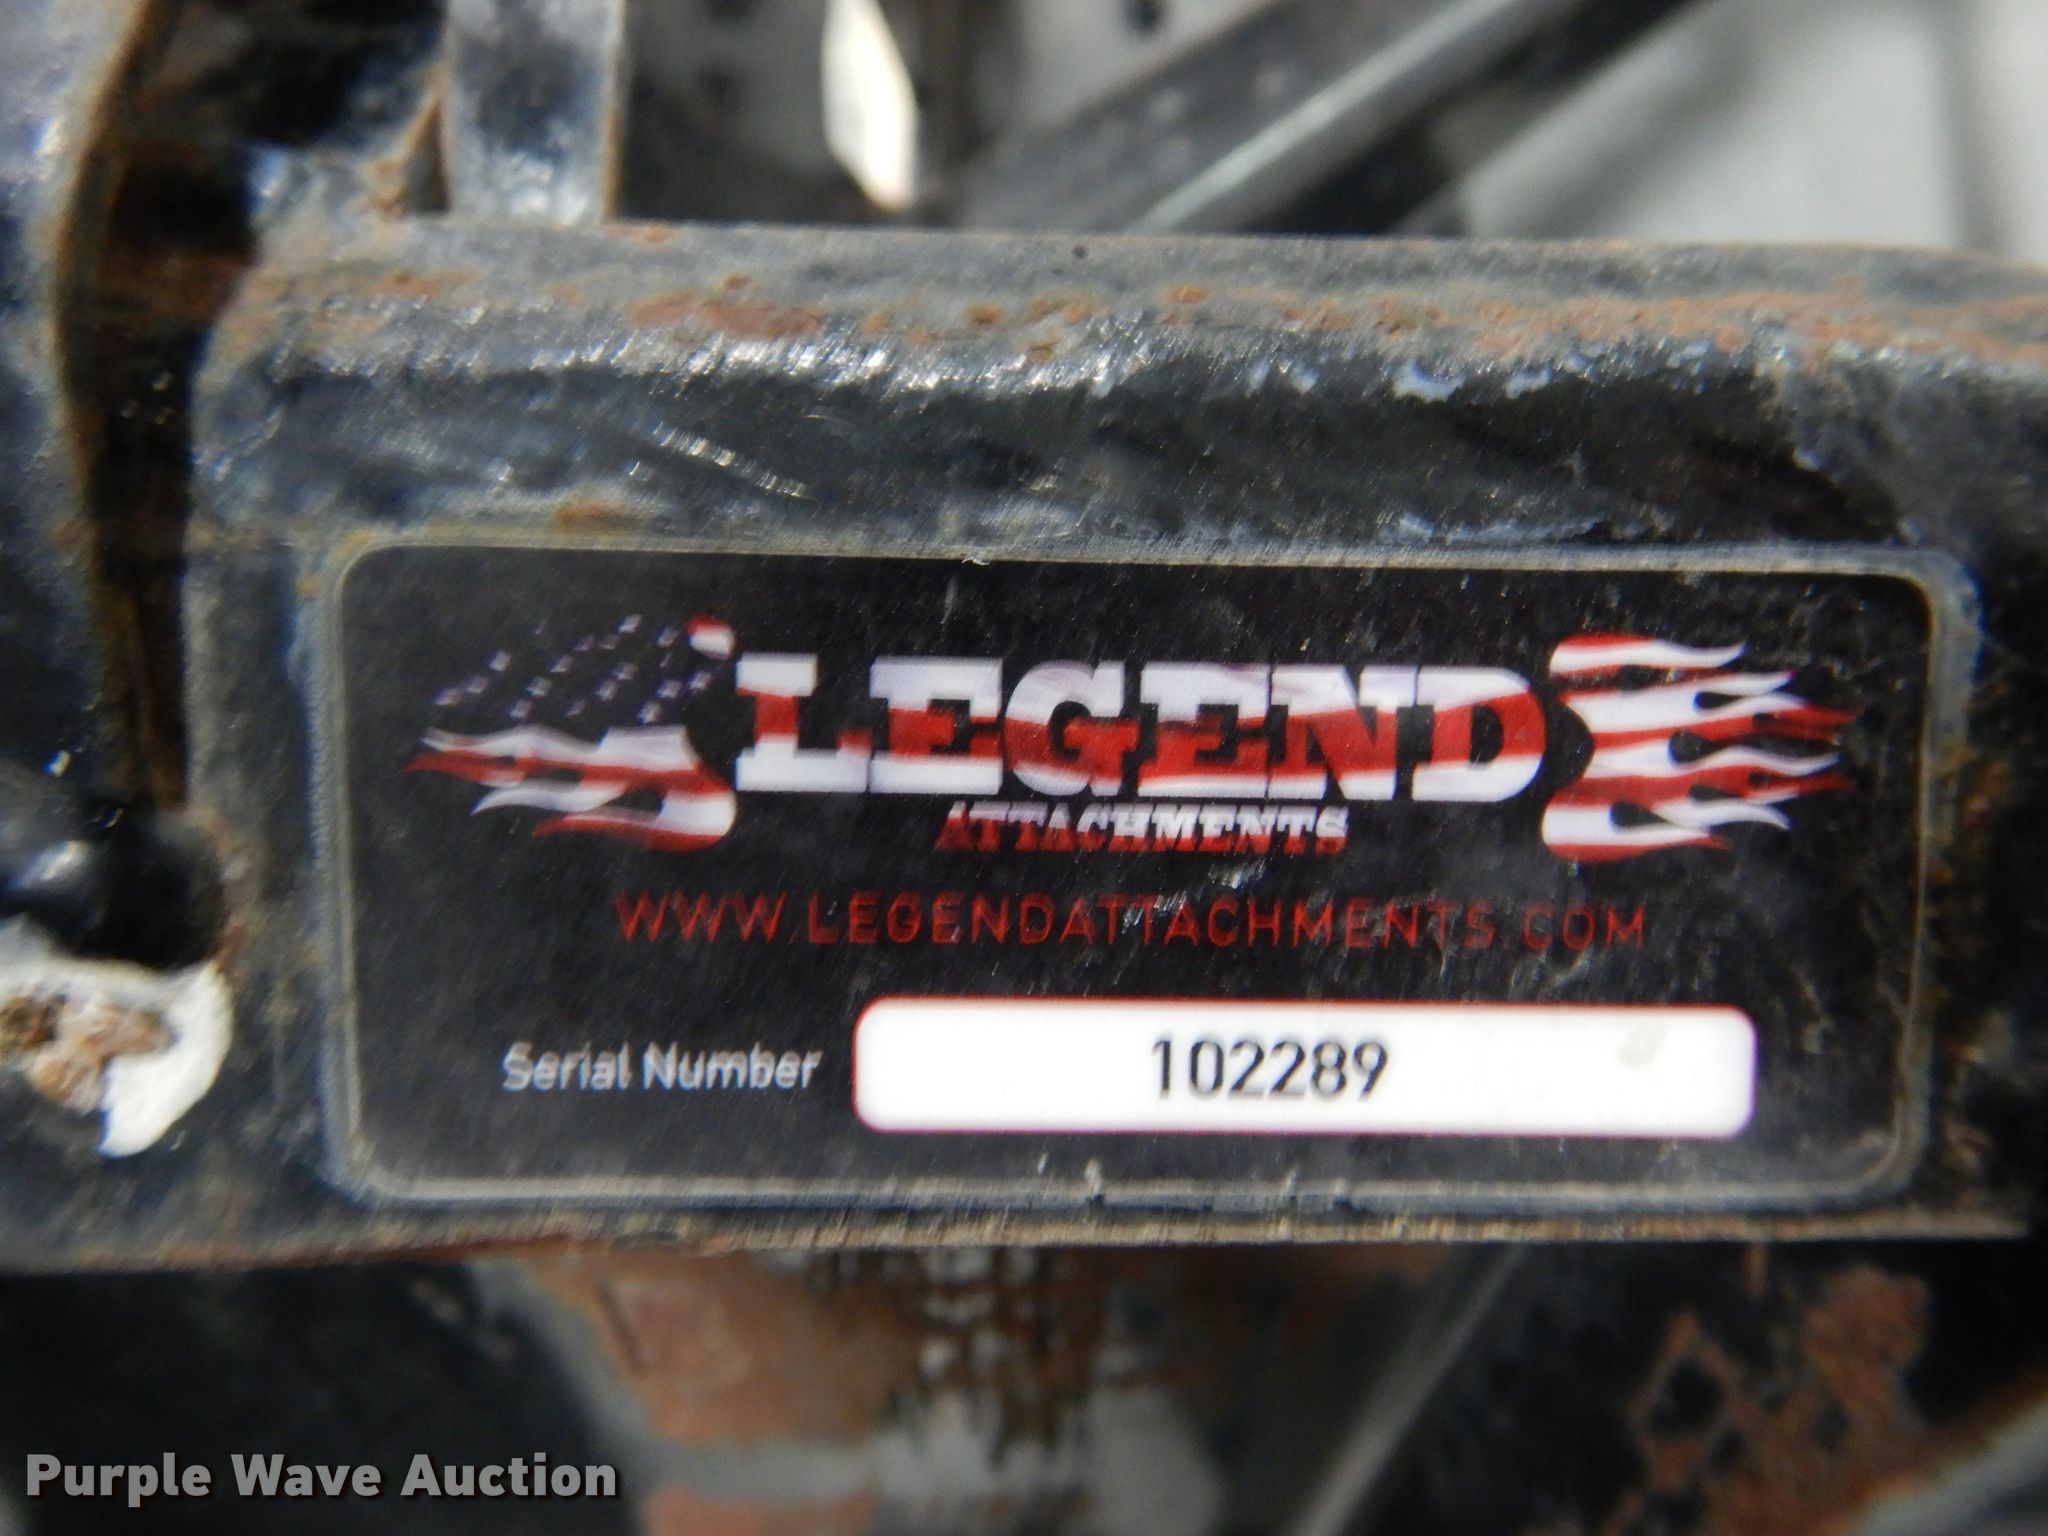 LEGEND
ATTACHMENTS
WWW.LEGENDATTACHMENTS.COM
Serial Number 102289
Purple Wave Auction